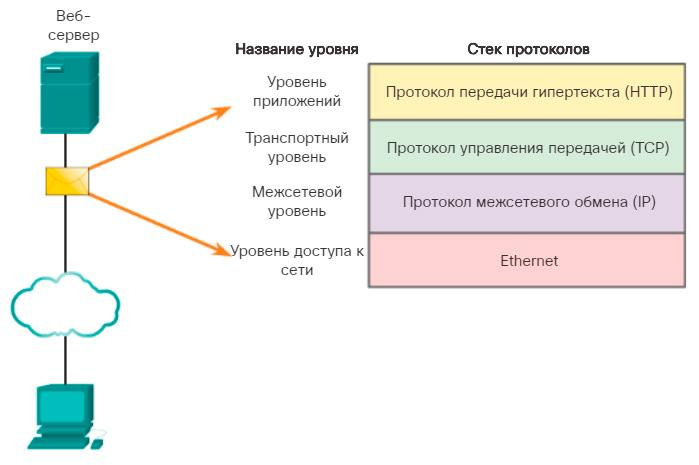 Веб-
сервер
Название уровня
Стек протоколов
Уровень
приложений
Протокол передачи гипертекста (HTTP)
Транспортный
уровень
Протокол управления передачей (TCP)
Межсетевой
уровень
Протокол межсетевого обмена (IP)
Уровень доступа к
сети
Ethernet